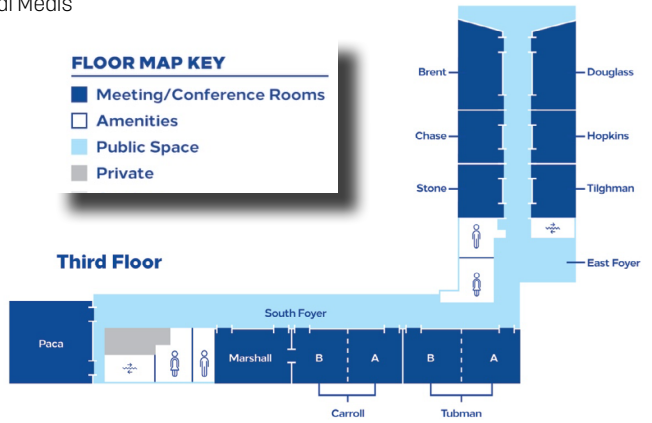 FLOOR MAP KEY
Meeting/Conference Rooms
Amenities
Public Space
Private
Brent
Douglass
Chase
Hopkins
Stone
Tilghman
East Foyer
Third Floor
South Foyer
Paca
Marshall
B
A
B
A
Carroll
Tubman